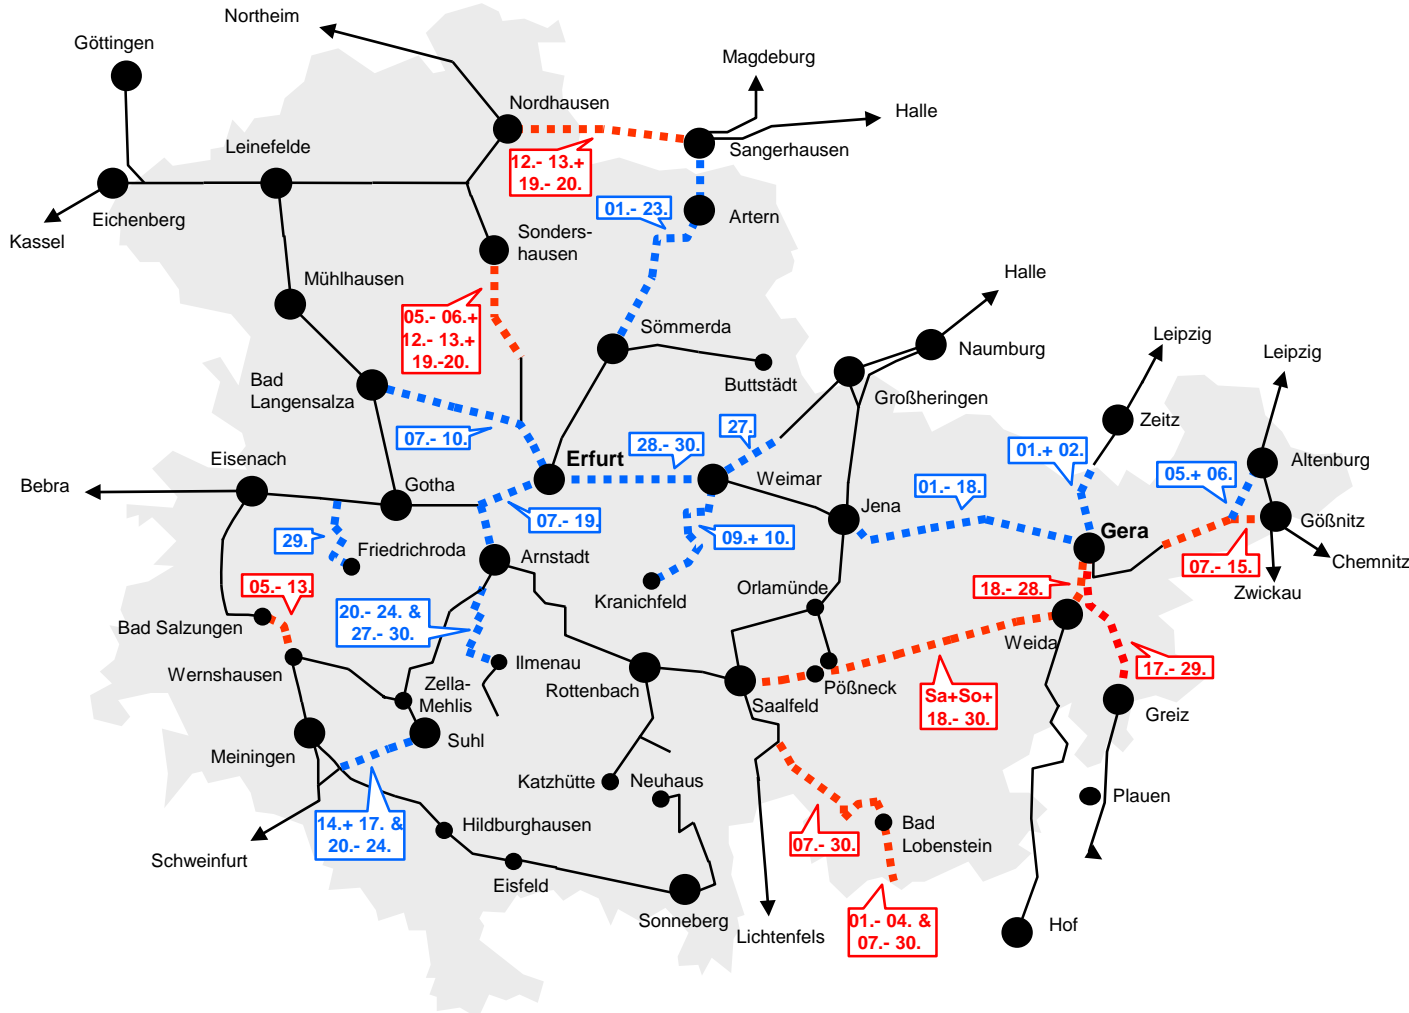 Northeim
Göttingen
Magdeburg
Halle
Nordhausen
Leinefelde
Sangerhausen
12.- 13.+
19.- 20.
01.- 23.
Artern
Eichenberg
Kassel
Sonders-
hausen
Mühlhausen
Halle
05.- 06.+
12.- 13.+
19.-20.
Sömmerda
Naumburg
Leipzig
Leipzig
Bad
Langensalza
Buttstädt
Großheringen
Zeitz
07.- 10.
27.
28.- 30.
01.+ 02.
Erfurt
Eisenach
Weimar
05.+ 06.
Altenburg
Bebra
Gotha
01.- 18.
Jena
07.- 19.
Gößnitz
29.
Friedrichroda
Arnstadt
09.+ 10.
Gera
Chemnitz
07.- 15.
05.- 13.
Kranichfeld
Orlamünde
18.- 28.
Zwickau
Bad Salzungen
20.- 24. &
27.- 30.
Weida
Wernshausen
Ilmenau
17.- 29.
Zella-
Mehlis
Rottenbach
Pößneck
Saalfeld
Sa+So+
18.- 30.
Greiz
Meiningen
Suhl
Katzhütte
Neuhaus
Plauen
14.+ 17. &
20.- 24.
Hildburghausen
07.- 30.
Bad
Lobenstein
Schweinfurt
Eisfeld
Sonneberg
Lichtenfels
01.- 04. &
07.- 30.
Hof